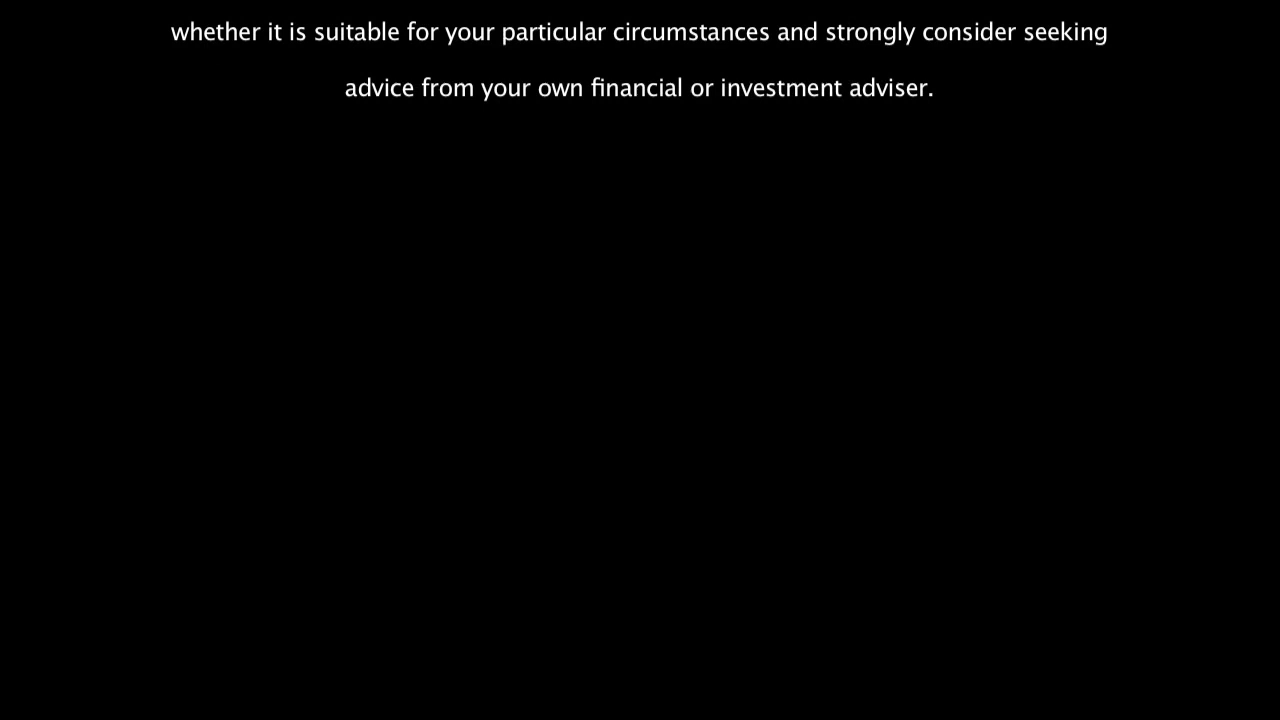 whether it is suitable for your particular circumstances and strongly consider seeking
advice from your own financial or investment adviser.